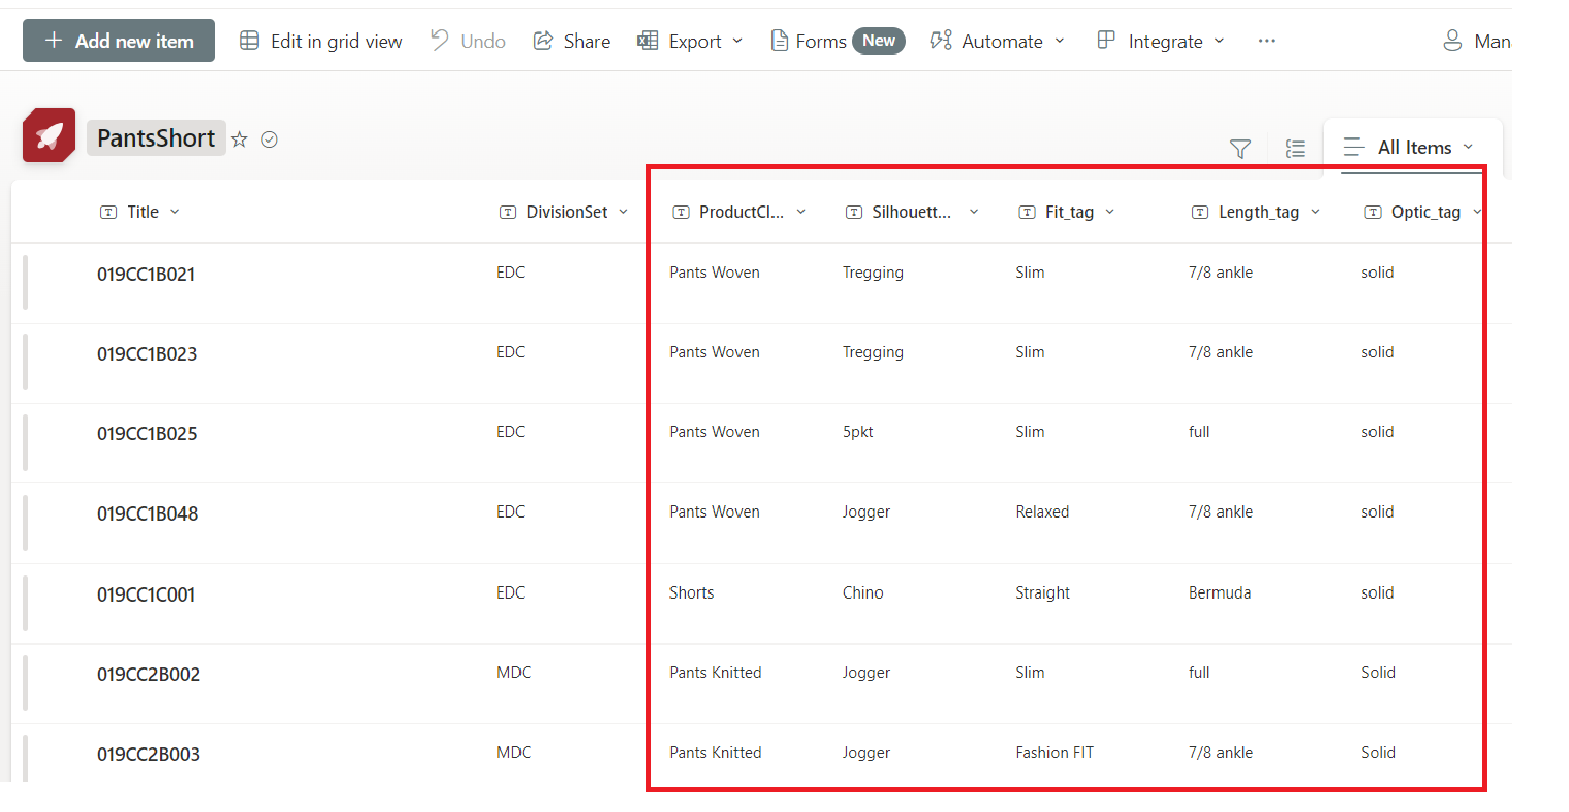 + Add new item Edit in grid view Undo Share Export Forms New Automate Integrate ... Man
PantsShort
All Items
Title DivisionSet ProductCl... Silhouett... Fit_tag Length_tag Optic_tag
019CC1B021 EDC Pants Woven Tregging Slim 7/8 ankle solid
019CC1B023 EDC Pants Woven Tregging Slim 7/8 ankle solid
019CC1B025 EDC Pants Woven 5pkt Slim full solid
019CC1B048 EDC Pants Woven Jogger Relaxed 7/8 ankle solid
019CC1C001 EDC Shorts Chino Straight Bermuda solid
019CC2B002 MDC Pants Knitted Jogger Slim full Solid
019CC2B003 MDC Pants Knitted Jogger Fashion FIT 7/8 ankle Solid